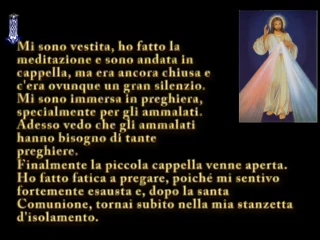 Mi sono vestita, ho fatto la
meditazione e sono andata in
cappella, ma era ancora chiusa e
c'era ovunque un gran silenzio.
Mi sono immersa in preghiera,
specialmente per gli ammalati.
Adesso vedo che gli ammalati
hanno bisogno di tante
preghiere.
Finalmente la piccola cappella venne aperta.
Ho fatto fatica a pregare, poiché mi sentivo
fortemente esausta e, dopo la santa
Comunione, tornai subito nella mia stanzetta
d'isolamento.